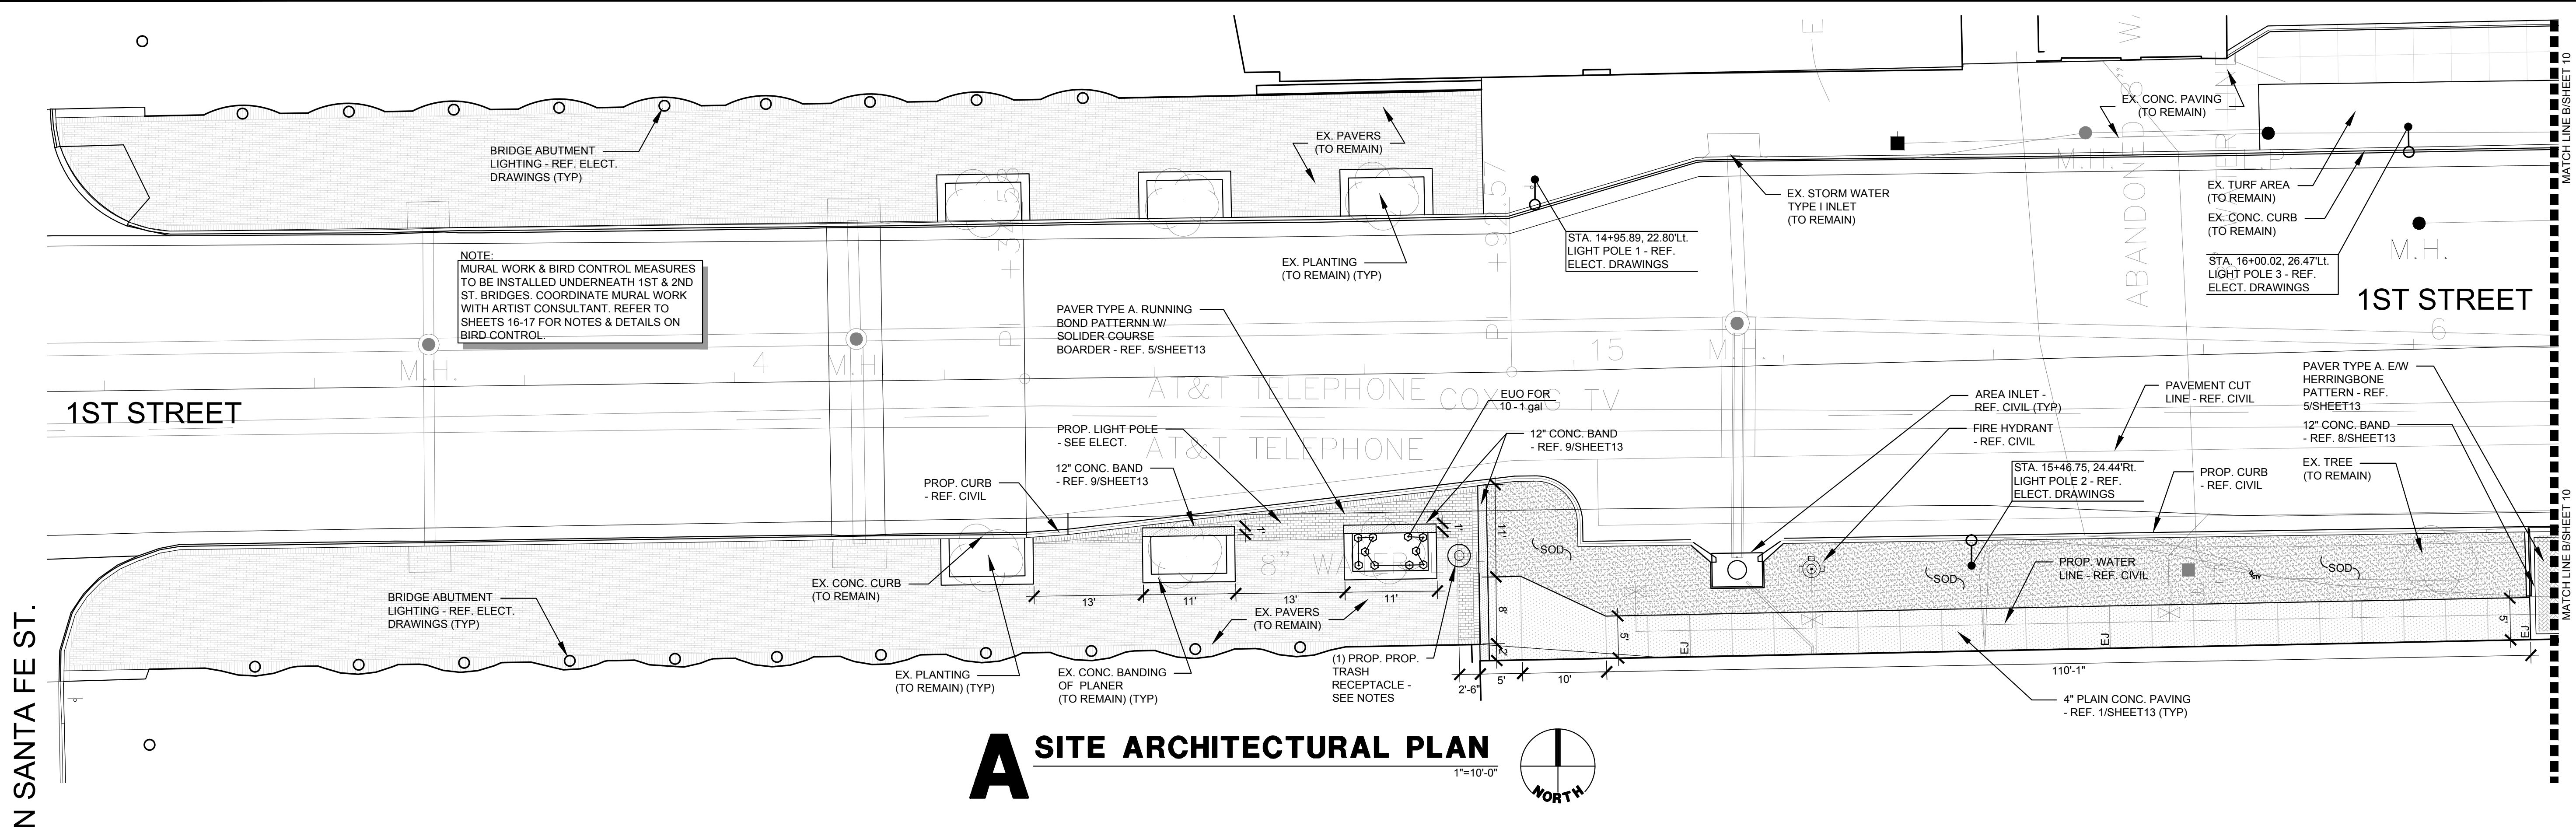 BRIDGE ABUTMENT
LIGHTING - REF. ELECT.
DRAWINGS (TYP)
EX. PAVERS
(TO REMAIN)
EX. CONC. PAVING
(TO REMAIN)
MATCH LINE B/SHEET 10
EX. STORM WATER
TYPE I INLET
(TO REMAIN)
EX. TURF AREA
(TO REMAIN)
EX. CONC. CURB
(TO REMAIN)
STA. 14+95.89, 22.80'Lt.
LIGHT POLE 1 - REF.
ELECT. DRAWINGS
EX. PLANTING
(TO REMAIN) (TYP)
STA. 16+00.02, 26.47'Lt.
LIGHT POLE 3 - REF.
ELECT. DRAWINGS
M.H.
M.H.
ABANDONED 8" W
WATER LINE
NOTE:
MURAL WORK & BIRD CONTROL MEASURES
TO BE INSTALLED UNDERNEATH 1ST & 2ND
ST. BRIDGES. COORDINATE MURAL WORK
WITH ARTIST CONSULTANT. REFER TO
SHEETS 16-17 FOR NOTES & DETAILS ON
BIRD CONTROL.
1ST STREET
PAVER TYPE A. RUNNING
BOND PATTERNN W/
SOLIDER COURSE
BOARDER - REF. 5/SHEET13
M.H.
4
M.H.
15
M.H.
6
AT&T TELEPHONE
TV
AT&T TELEPHONE
1ST STREET
EUO FOR
10 - 1 gal
PROP. LIGHT POLE
- SEE ELECT.
12" CONC. BAND
- REF. 9/SHEET13
12" CONC. BAND
- REF. 9/SHEET13
PROP. CURB
- REF. CIVIL
AREA INLET -
REF. CIVIL (TYP)
FIRE HYDRANT
- REF. CIVIL
PAVEMENT CUT
LINE - REF. CIVIL
STA. 15+46.75, 24.44'Rt.
LIGHT POLE 2 - REF.
ELECT. DRAWINGS
PROP. CURB
- REF. CIVIL
PAVER TYPE A. E/W
HERRINGBONE
PATTERN - REF.
5/SHEET13
12" CONC. BAND
- REF. 8/SHEET13
EX. TREE
(TO REMAIN)
MATCH LINE B/SHEET 10
1'
1'
11'
SOD
SOD
SOD
PROP. WATER
LINE - REF. CIVIL
EX. CONC. CURB
(TO REMAIN)
13'
11'
13'
11'
8'
2'
5'
EJ
EJ
5'
EJ
BRIDGE ABUTMENT
LIGHTING - REF. ELECT.
DRAWINGS (TYP)
EX. PAVERS
(TO REMAIN)
EX. PLANTING
(TO REMAIN) (TYP)
EX. CONC. BANDING
OF PLANER
(TO REMAIN) (TYP)
(1) PROP. PROP.
TRASH
RECEPTACLE -
SEE NOTES
2'-6"
5'
10'
110'-1"
4" PLAIN CONC. PAVING
- REF. 1/SHEET13 (TYP)
N SANTA FE ST.
A SITE ARCHITECTURAL PLAN
1"=10'-0"
NORTH